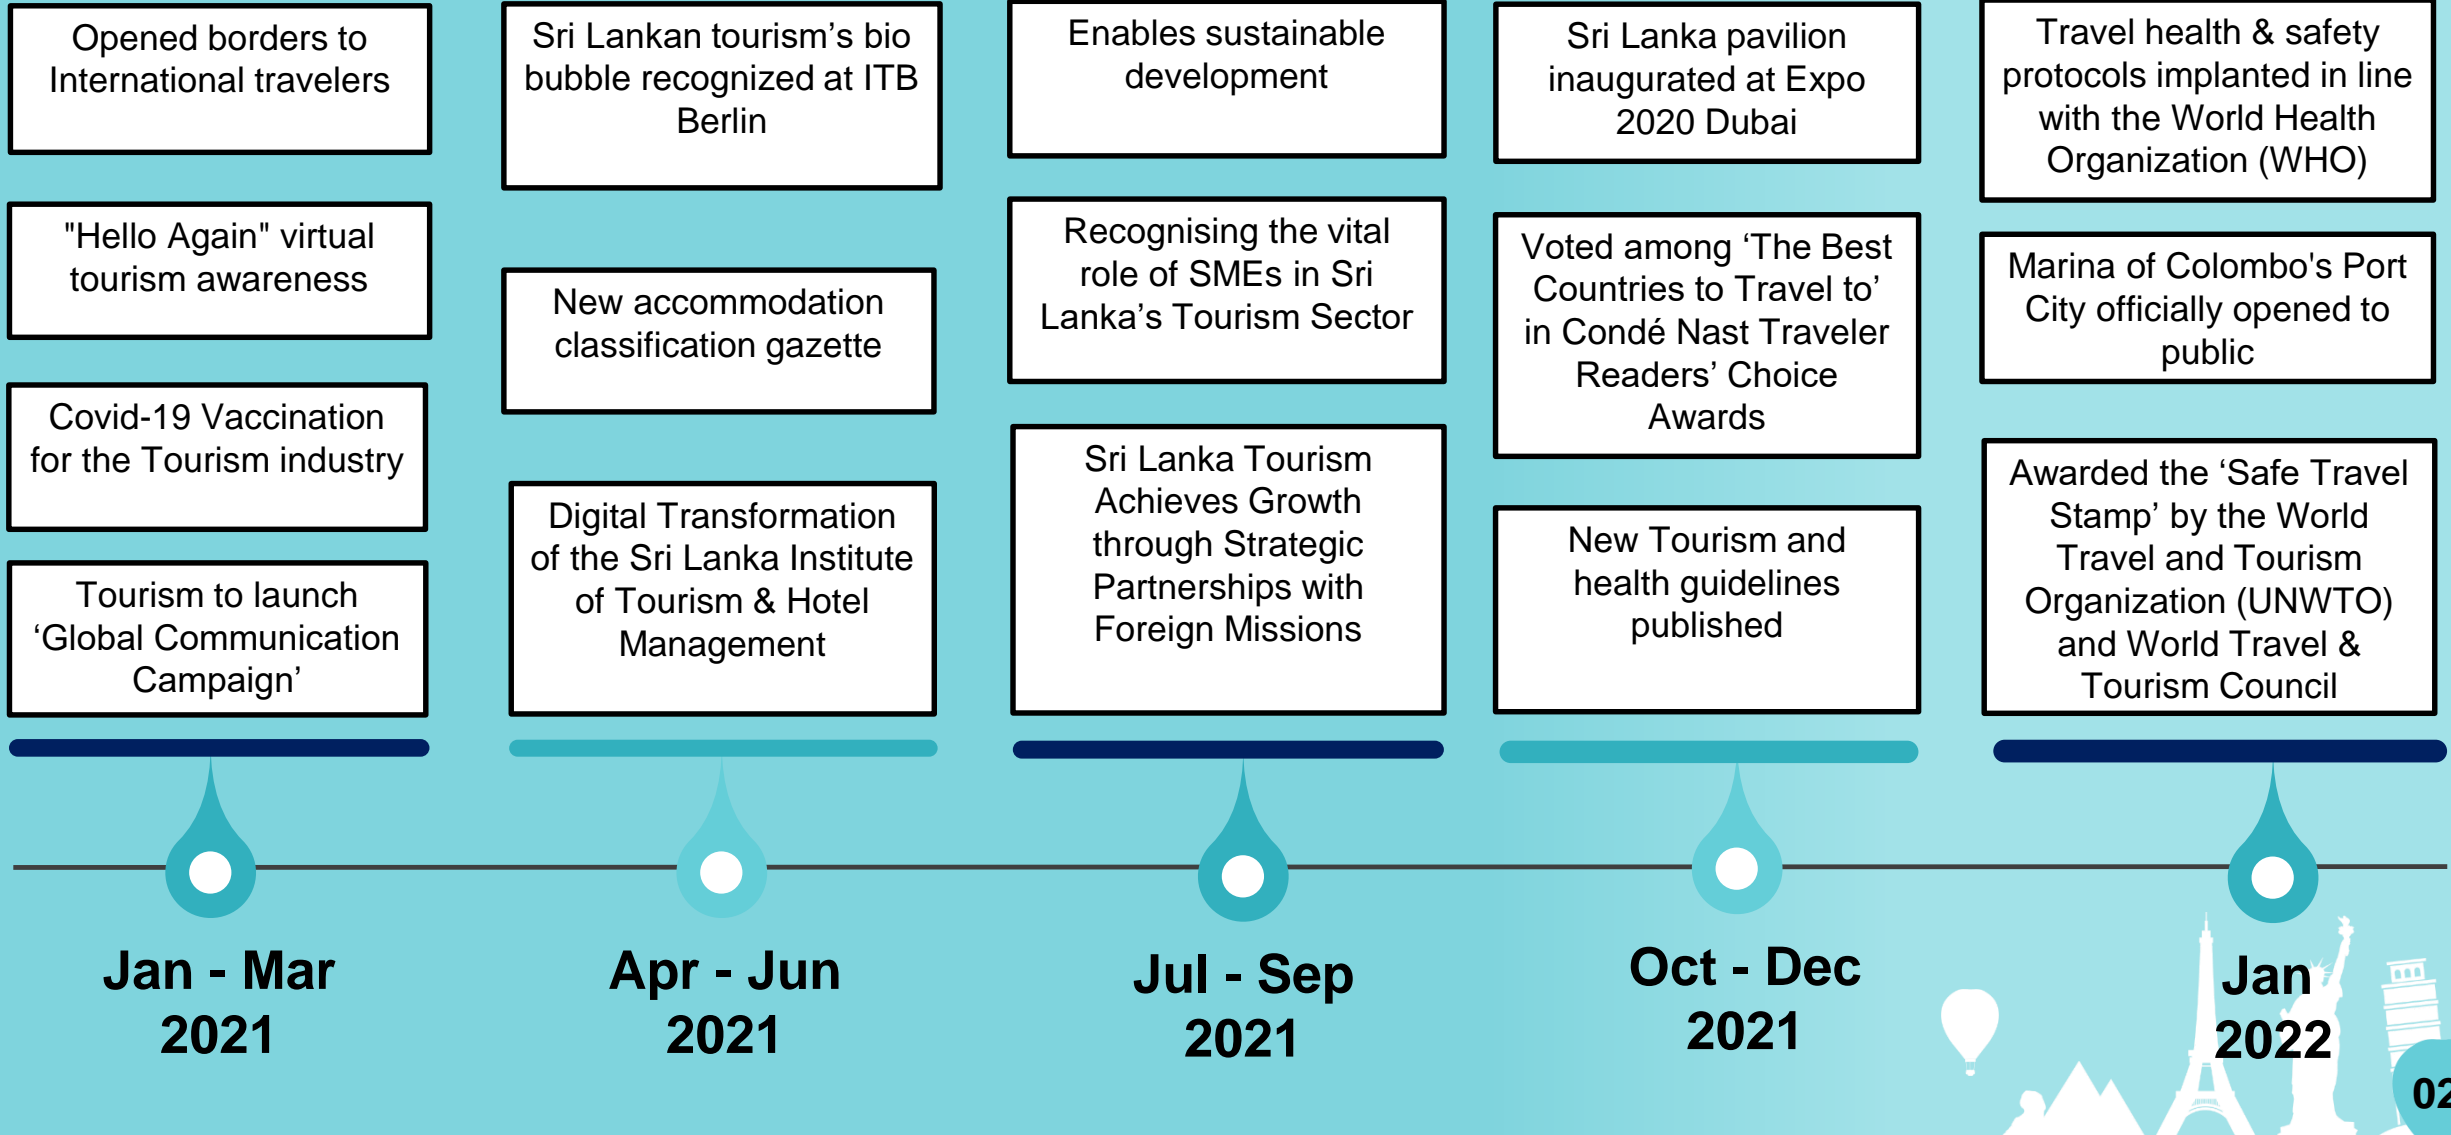 Opened borders to
International travelers
"Hello Again" virtual
tourism awareness
Covid-19 Vaccination
for the Tourism industry
Tourism to launch
‘Global Communication
Campaign’
Jan - Mar
2021
Sri Lankan tourism’s bio
bubble recognized at ITB
Berlin
New accommodation
classification gazette
Digital Transformation
of the Sri Lanka Institute
of Tourism & Hotel
Management
Apr - Jun
2021
Enables sustainable
development
Recognising the vital
role of SMEs in Sri
Lanka’s Tourism Sector
Sri Lanka Tourism
Achieves Growth
through Strategic
Partnerships with
Foreign Missions
Jul - Sep
2021
Sri Lanka pavilion
inaugurated at Expo
2020 Dubai
Voted among ‘The Best
Countries to Travel to’
in Condé Nast Traveler
Readers’ Choice
Awards
New Tourism and
health guidelines
published
Oct - Dec
2021
Travel health & safety
protocols implanted in line
with the World Health
Organization (WHO)
Marina of Colombo's Port
City officially opened to
public
Awarded the ‘Safe Travel
Stamp’ by the World
Travel and Tourism
Organization (UNWTO)
and World Travel &
Tourism Council
Jan
2022
02